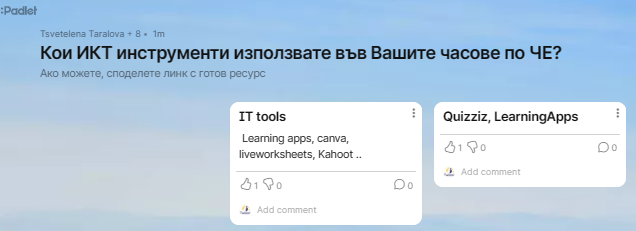 :Padlet
Tsvetelena Taralova + 8 • 1m
Кои ИКТ инструменти използвате във Вашите часове по ЧЕ?
Ако можете, споделете линк с готов ресурс
IT tools
Learning apps, canva,
liveworksheets, Kahoot ..
1 0 0
Add comment
Quizziz, LearningApps
1 0 0
Add comment